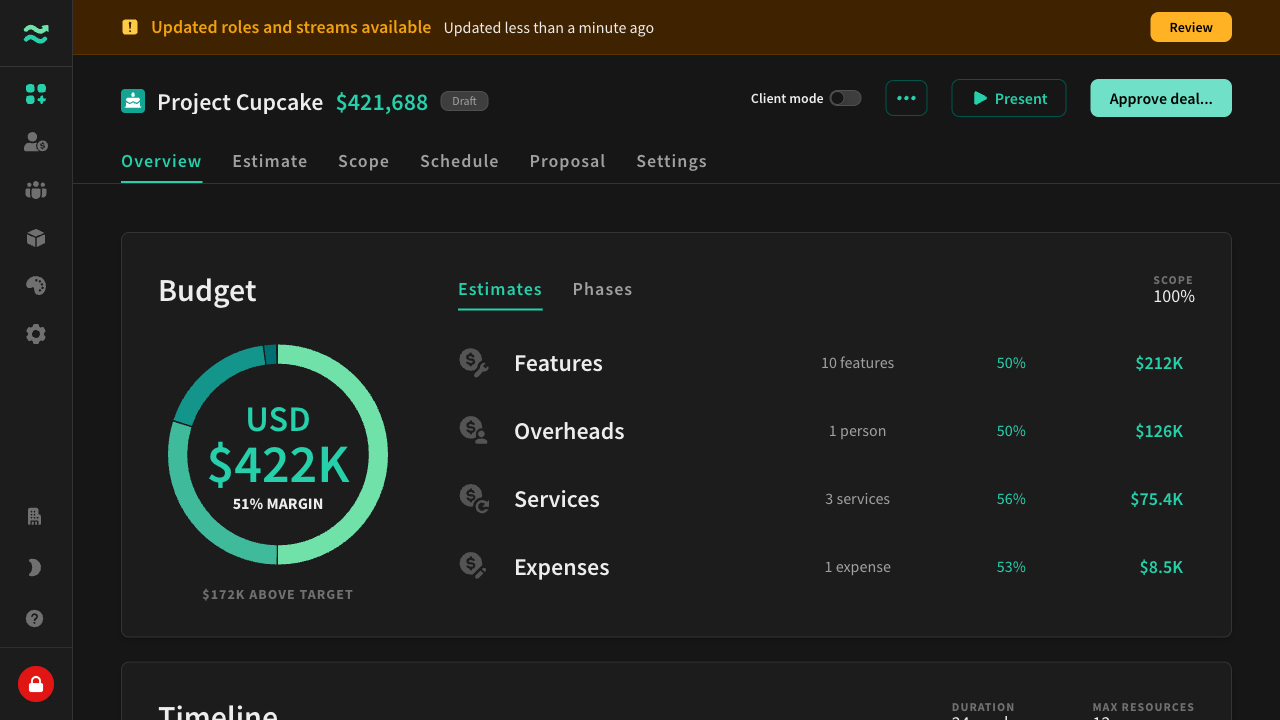 Updated roles and streams available Updated less than a minute ago Review
Project Cupcake $421,688 Draft Client mode Present Approve deal...
Overview Estimate Scope Schedule Proposal Settings
Budget Estimates Phases
SCOPE
100%
Features 10 features 50% $212K
Overheads 1 person 50% $126K
Services 3 services 56% $75.4K
Expenses 1 expense 53% $8.5K
USD
$422K
51% MARGIN
$172K ABOVE TARGET
Timeline
DURATION MAX RESOURCES